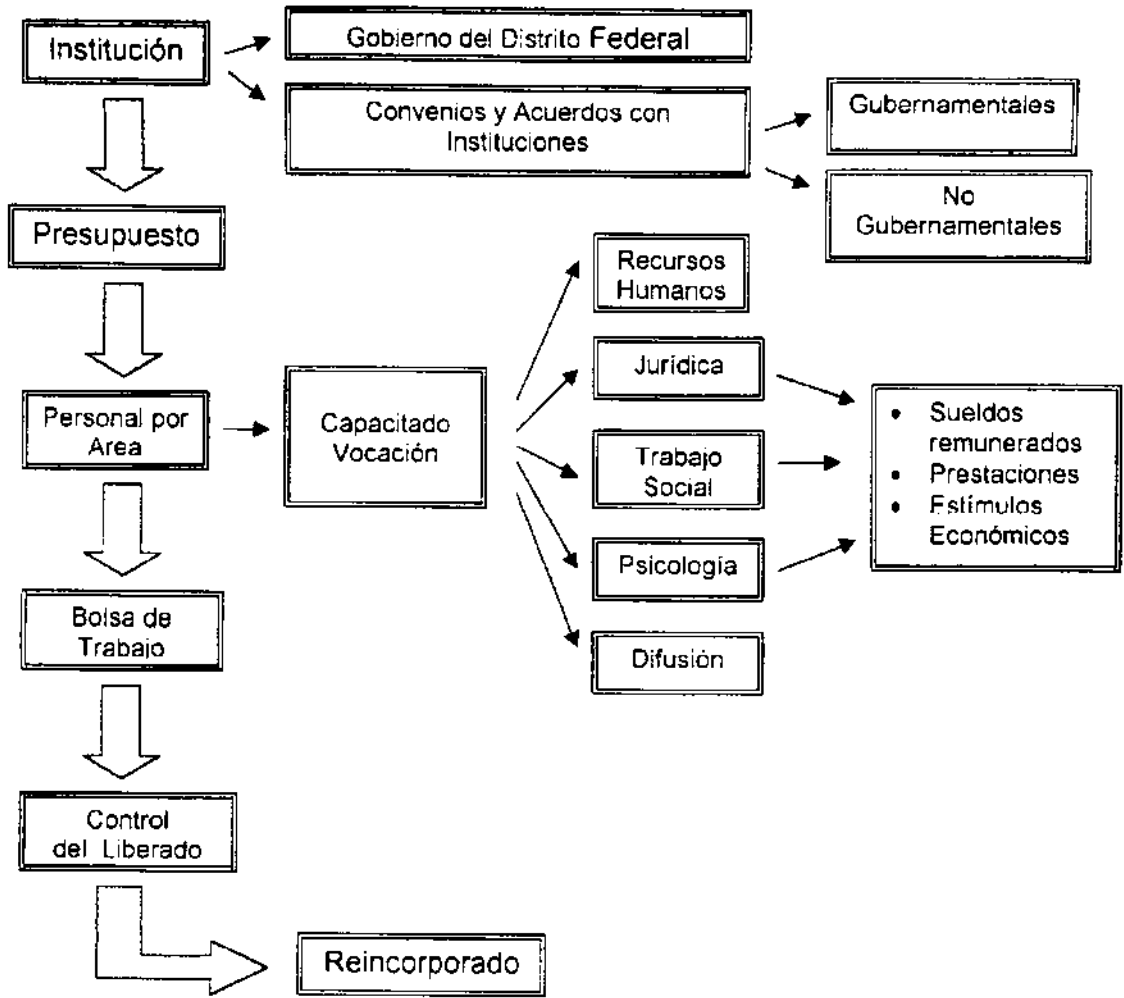 Institución
Gobierno del Distrito Federal
Convenios y Acuerdos con
Instituciones
Gubernamentales
No
Gubernamentales
Presupuesto
Recursos
Humanos
Jurídica
Personal por
Area
Capacitado
Vocación
Trabajo
Social
Psicología
Difusión
• Sueldos
remunerados
• Prestaciones
• Estímulos
Económicos
Bolsa de
Trabajo
Control
del Liberado
Reincorporado